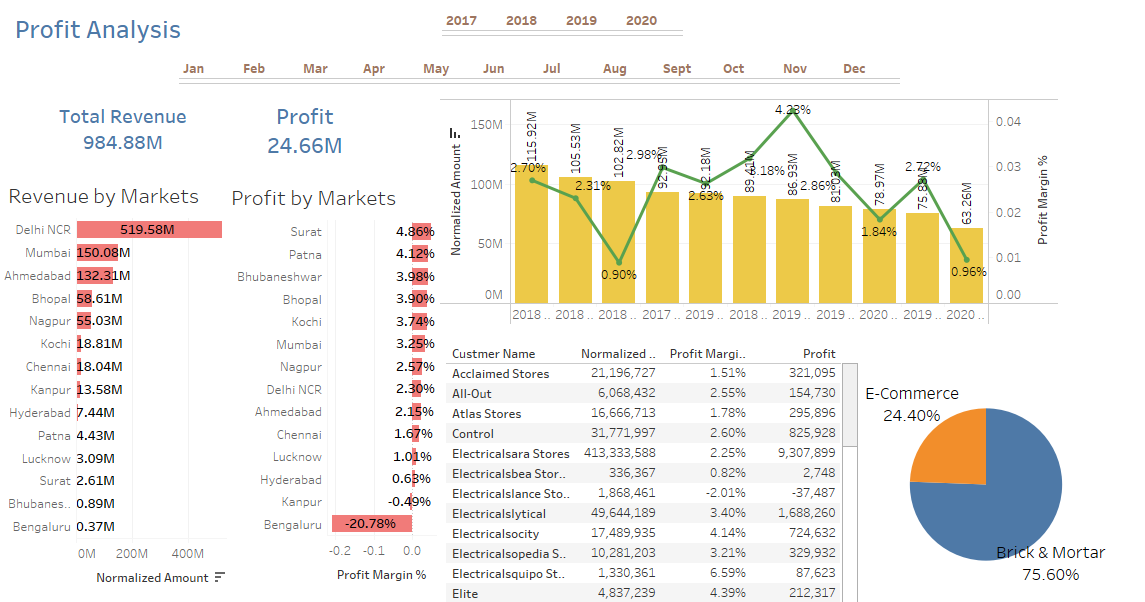 Profit Analysis
2017 2018 2019 2020
Jan Feb Mar Apr May Jun Jul Aug Sept Oct Nov Dec
Total Revenue
984.88M
Profit
24.66M
Revenue by Markets
Delhi NCR 519.58M
Mumbai 150.08M
Ahmedabad 132.31M
Bhopal 58.61M
Nagpur 55.03M
Kochi 18.81M
Chennai 18.04M
Kanpur 13.58M
Hyderabad 7.44M
Patna 4.43M
Lucknow 3.09M
Surat 2.61M
Bhubanes.. 0.89M
Bengaluru 0.37M
0M 200M 400M
Normalized Amount
Profit by Markets
Surat 4.86%
Patna 4.12%
Bhubaneshwar 3.98%
Bhopal 3.90%
Kochi 3.74%
Mumbai 3.25%
Nagpur 2.57%
Delhi NCR 2.30%
Ahmedabad 2.15%
Chennai 1.67%
Lucknow 1.01%
Hyderabad 0.63%
Kanpur -0.49%
Bengaluru -20.78%
-0.2 -0.1 0.0
Profit Margin %
Normalized Amount
150M
100M
50M
0M
115.92M 105.53M 102.82M 92.18M 86.93M 78.97M 63.26M
2.70% 2.31% 0.90% 2.98% 2.63% 4.23% 2.86% 1.84% 2.72% 0.96%
0.04
0.03
0.02
0.01
0.00
Profit Margin %
2018 .. 2018 .. 2018 .. 2017 .. 2019 .. 2018 .. 2019 .. 2019 .. 2020 .. 2019 .. 2020 ..
Custmer Name Normalized .. Profit Margi.. Profit
Acclaimed Stores 21,196,727 1.51% 321,095
All-Out 6,068,432 2.55% 154,730
Atlas Stores 16,666,713 1.78% 295,896
Control 31,771,997 2.60% 825,928
Electricalsara Stores 413,333,588 2.25% 9,307,899
Electricalsbea Stor.. 336,367 0.82% 2,748
Electricalslance Sto.. 1,868,461 -2.01% -37,487
Electricalslytical 49,644,189 3.40% 1,688,260
Electricalsocity 17,489,935 4.14% 724,632
Electricalsopedia S.. 10,281,203 3.21% 329,932
Electricalsquipo St.. 1,330,361 6.59% 87,623
Elite 4,837,239 4.39% 212,317
E-Commerce
24.40%
Brick & Mortar
75.60%